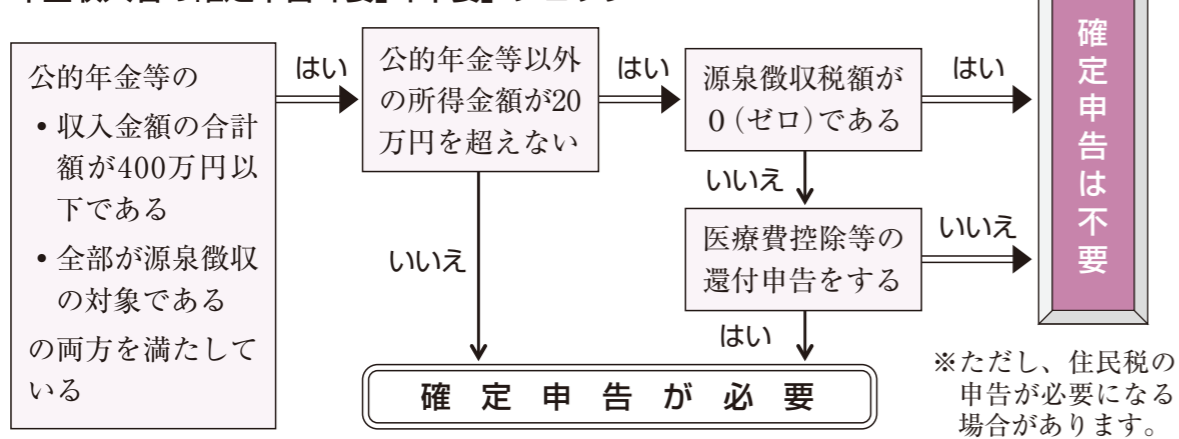 公的年金等の
・収入金額の合計
額が400万円以
下である
・全部が源泉徴収
の対象である
の両方を満たして
いる
はい
公的年金等以外
の所得金額が20
万円を超えない
はい
源泉徴収税額が
0（ゼロ）である
はい
確定申告は不要
いいえ
いいえ
医療費控除等の
還付申告をする
いいえ
はい
確定申告が必要
※ただし、住民税の
申告が必要になる
場合があります。